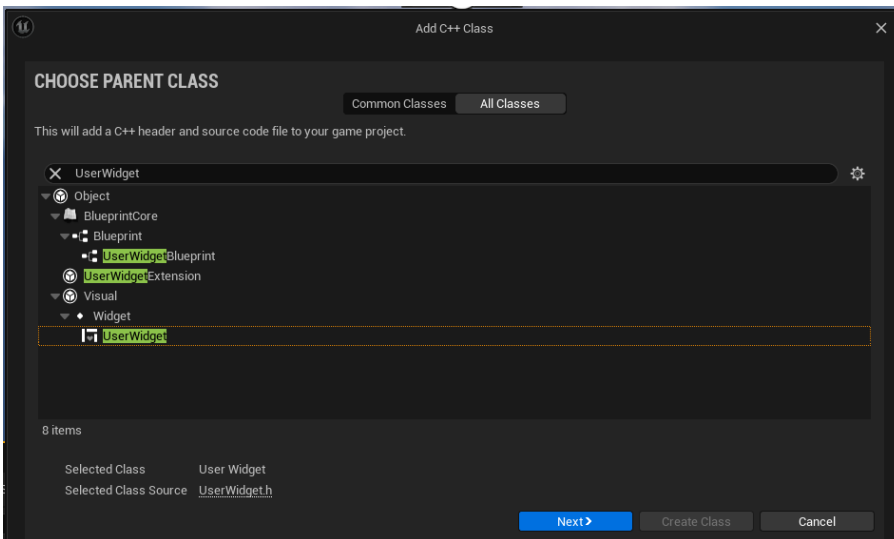 Add C++ Class
CHOOSE PARENT CLASS
Common Classes All Classes
This will add a C++ header and source code file to your game project.
UserWidget
Object
BlueprintCore
Blueprint
UserWidgetBlueprint
UserWidgetExtension
Visual
Widget
UserWidget
8 items
Selected Class User Widget
Selected Class Source UserWidget.h
Next Create Class Cancel